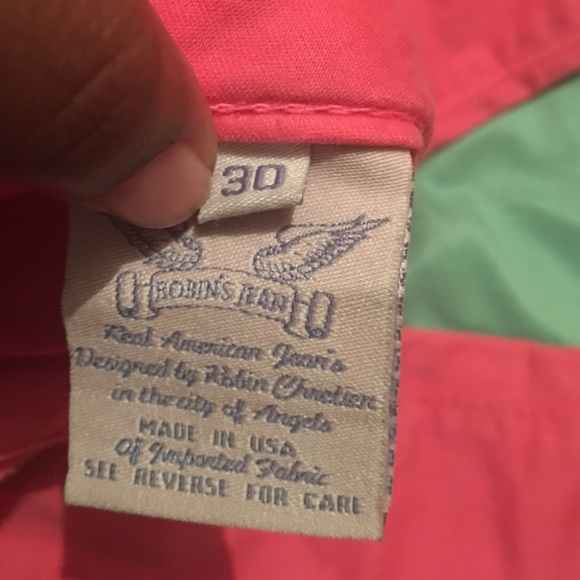 30
ROBIN'S JEAN
Real American Jean's
Designed by Robin Chretien
in the city of Angels
MADE IN USA
Of Imported Fabric
SEE REVERSE FOR CARE